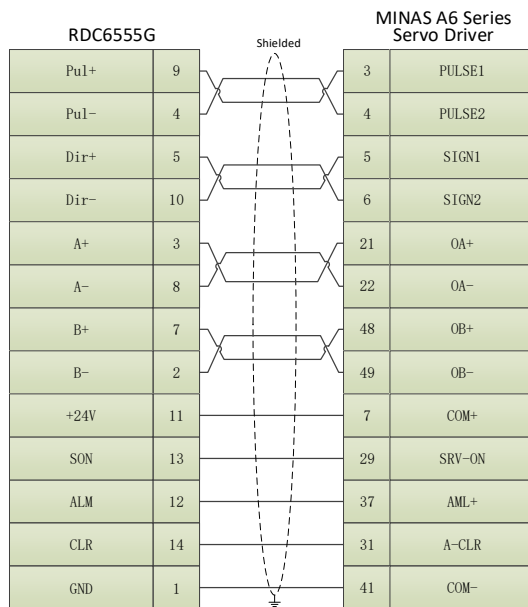 RDC6555G
Shielded
MINAS A6 Series
Servo Driver
Pul+ 9 3 PULSE1
Pul- 4 4 PULSE2
Dir+ 5 5 SIGN1
Dir- 10 6 SIGN2
A+ 3 21 OA+
A- 8 22 OA-
B+ 7 48 OB+
B- 2 49 OB-
+24V 11 7 COM+
SON 13 29 SRV-ON
ALM 12 37 AML+
CLR 14 31 A-CLR
GND 1 41 COM-